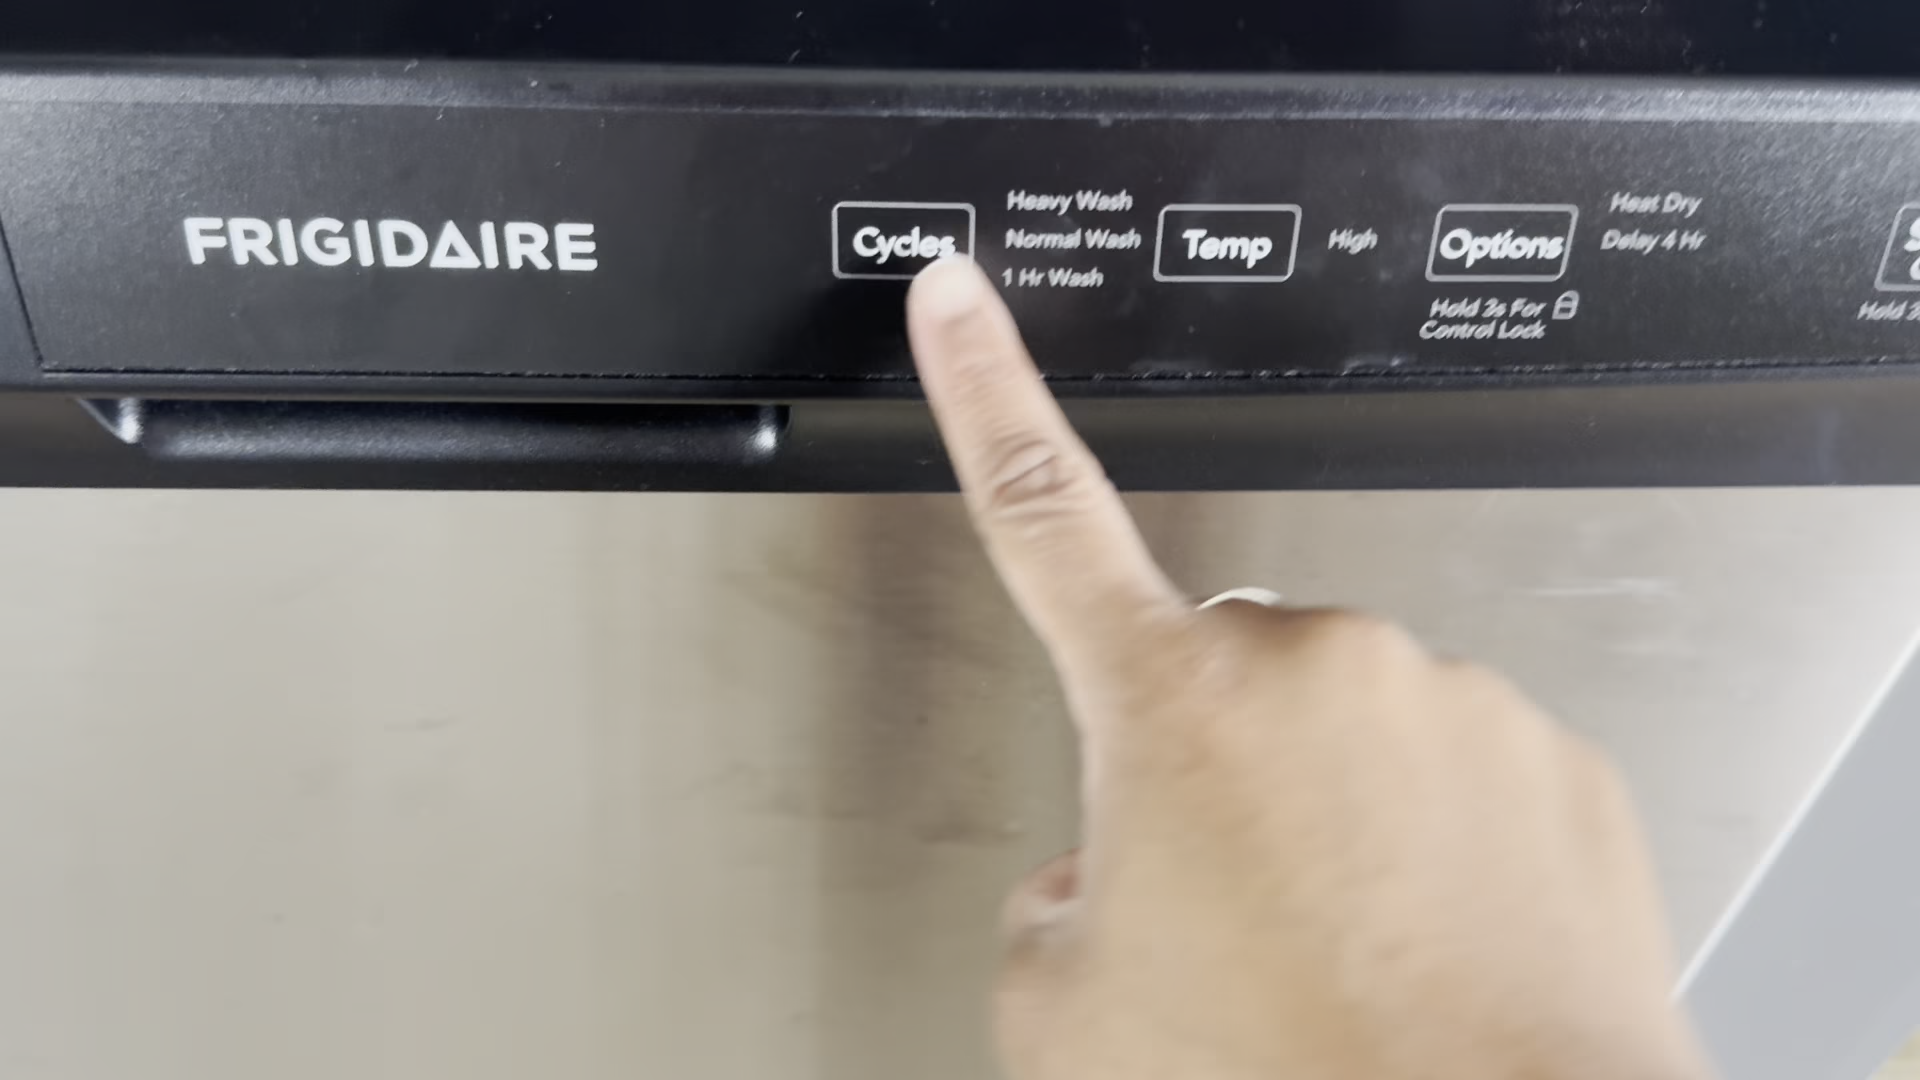 FRIGIDAIRE
Cycles
Heavy Wash
Normal Wash
1 Hr Wash
Temp
High
Options
Hold 3s For
Control Lock
Heat Dry
Delay 4 Hr
Hold